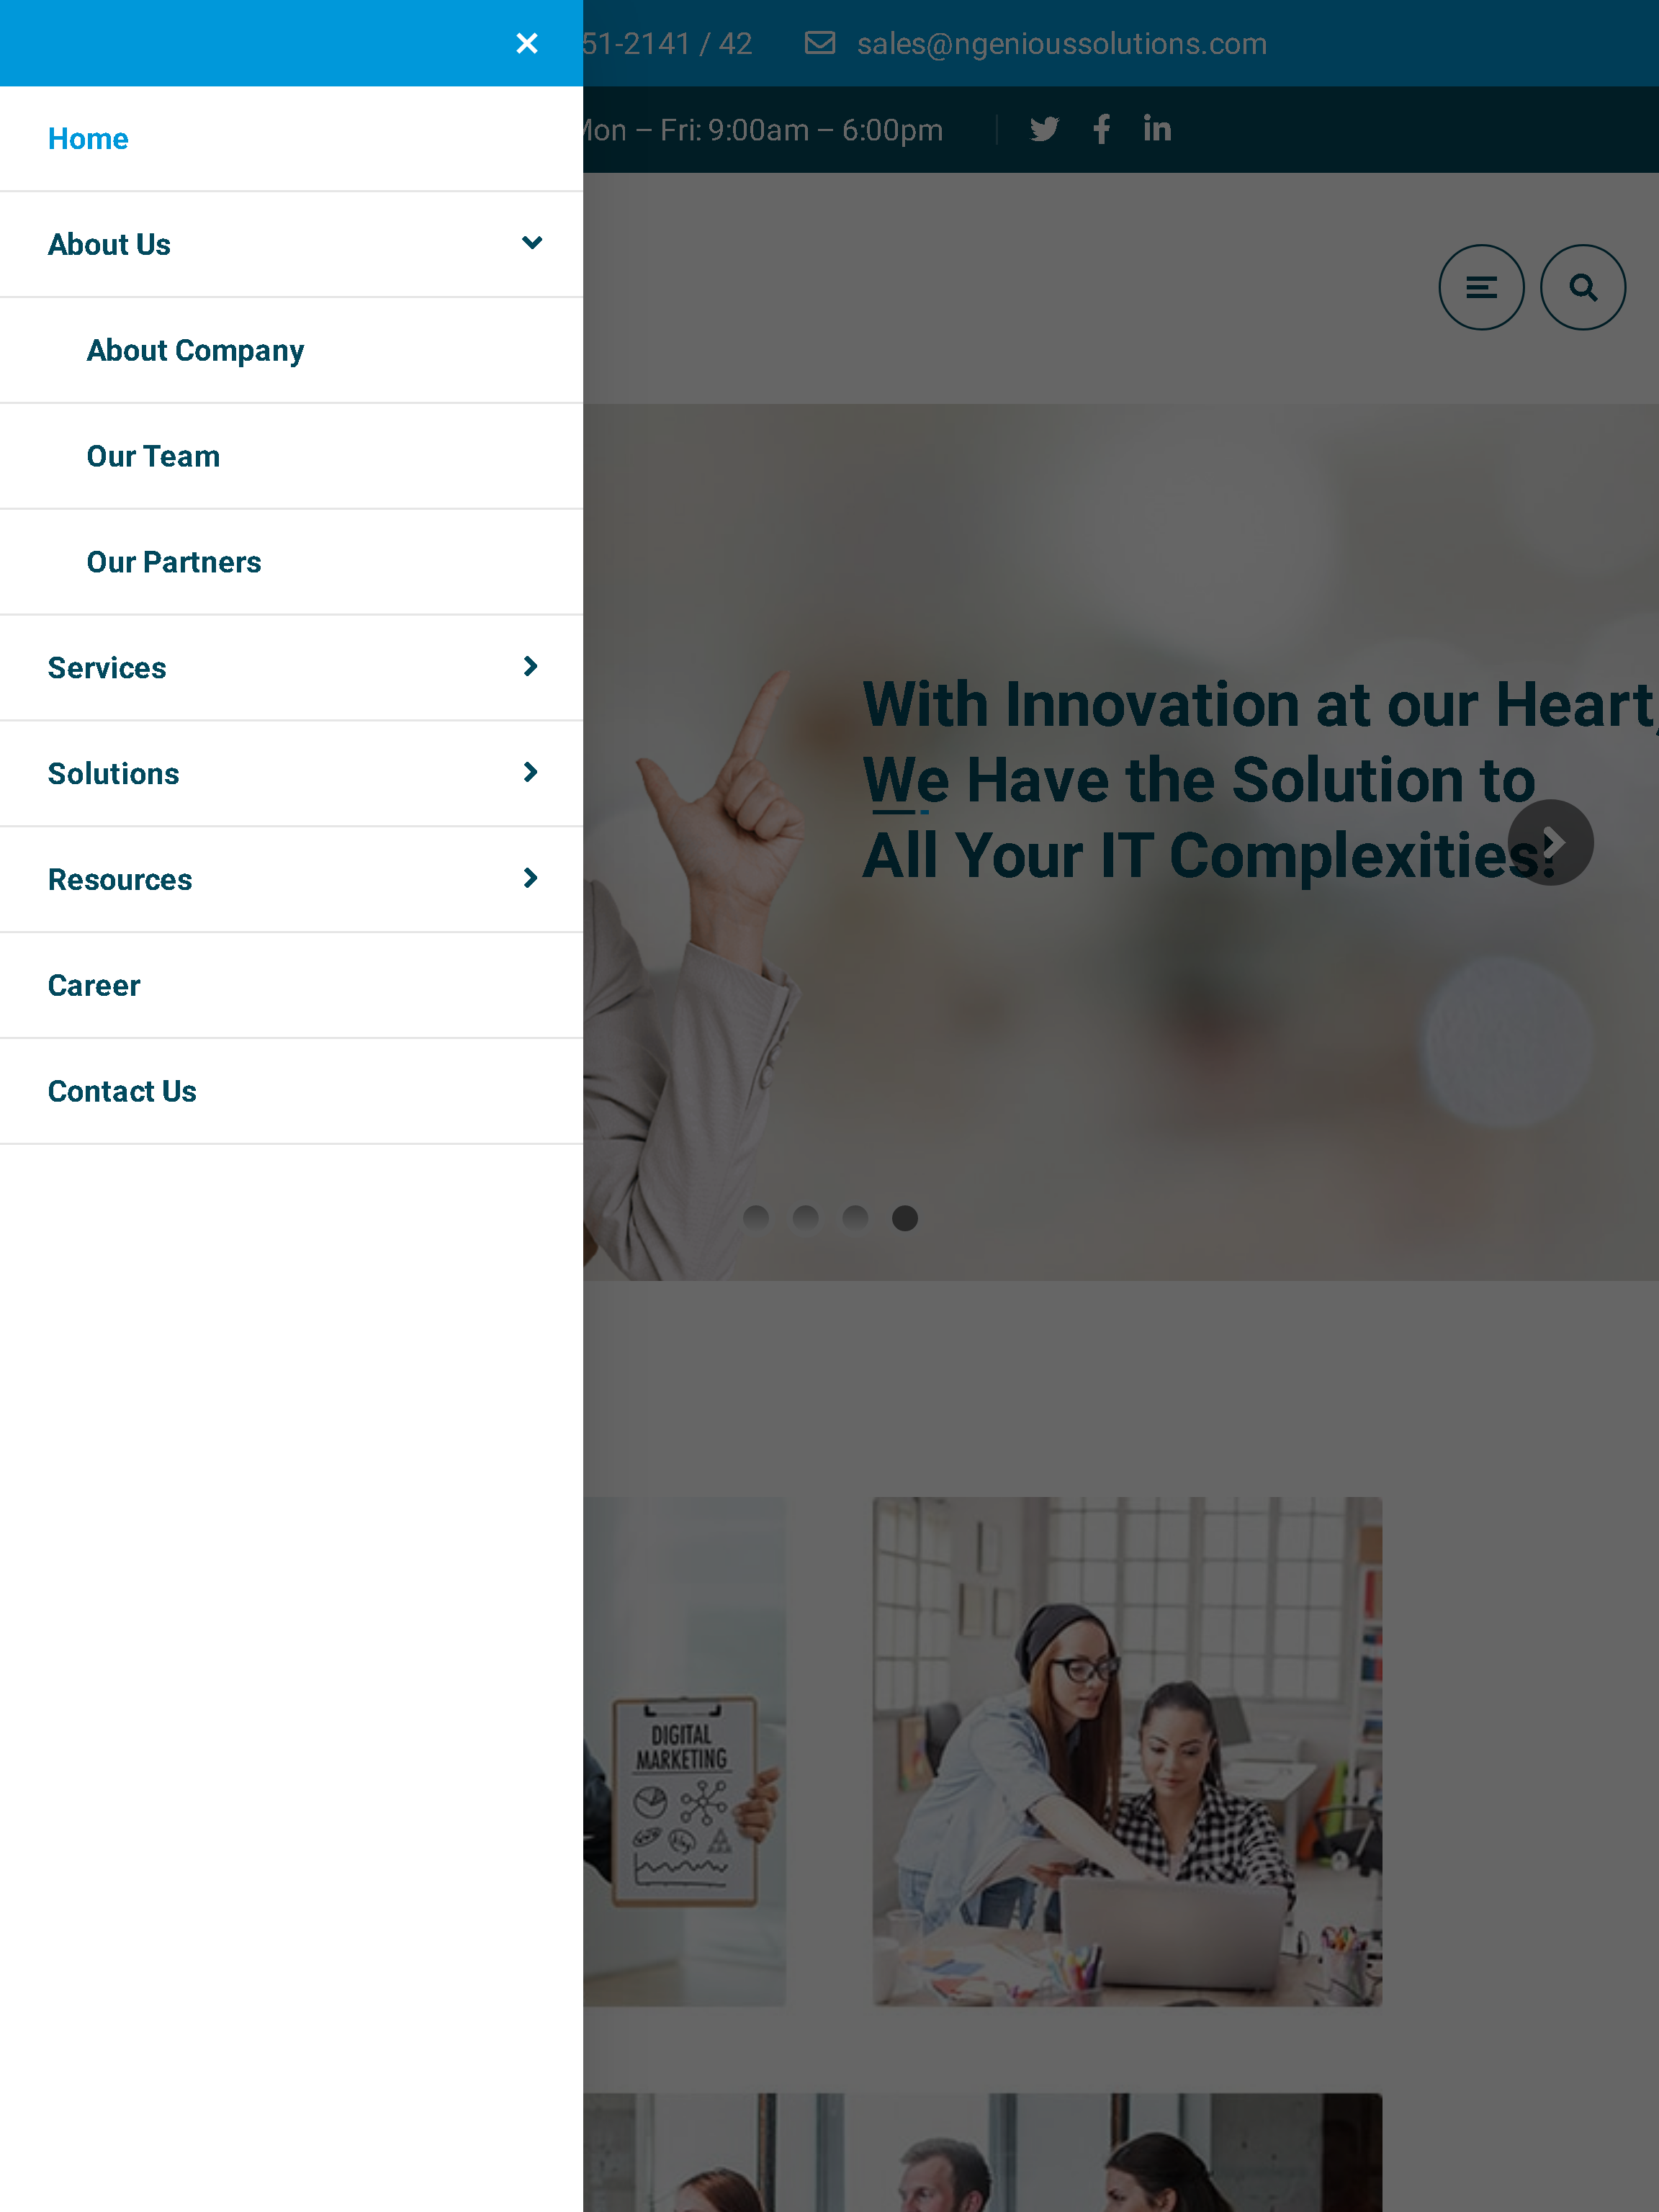 51-2141 / 42
sales@ngenioussolutions.com
Mon – Fri: 9:00am – 6:00pm
Home
About Us
About Company
Our Team
Our Partners
Services
Solutions
Resources
Career
Contact Us
With Innovation at our Heart,
We Have the Solution to
All Your IT Complexities!
DIGITAL
MARKETING